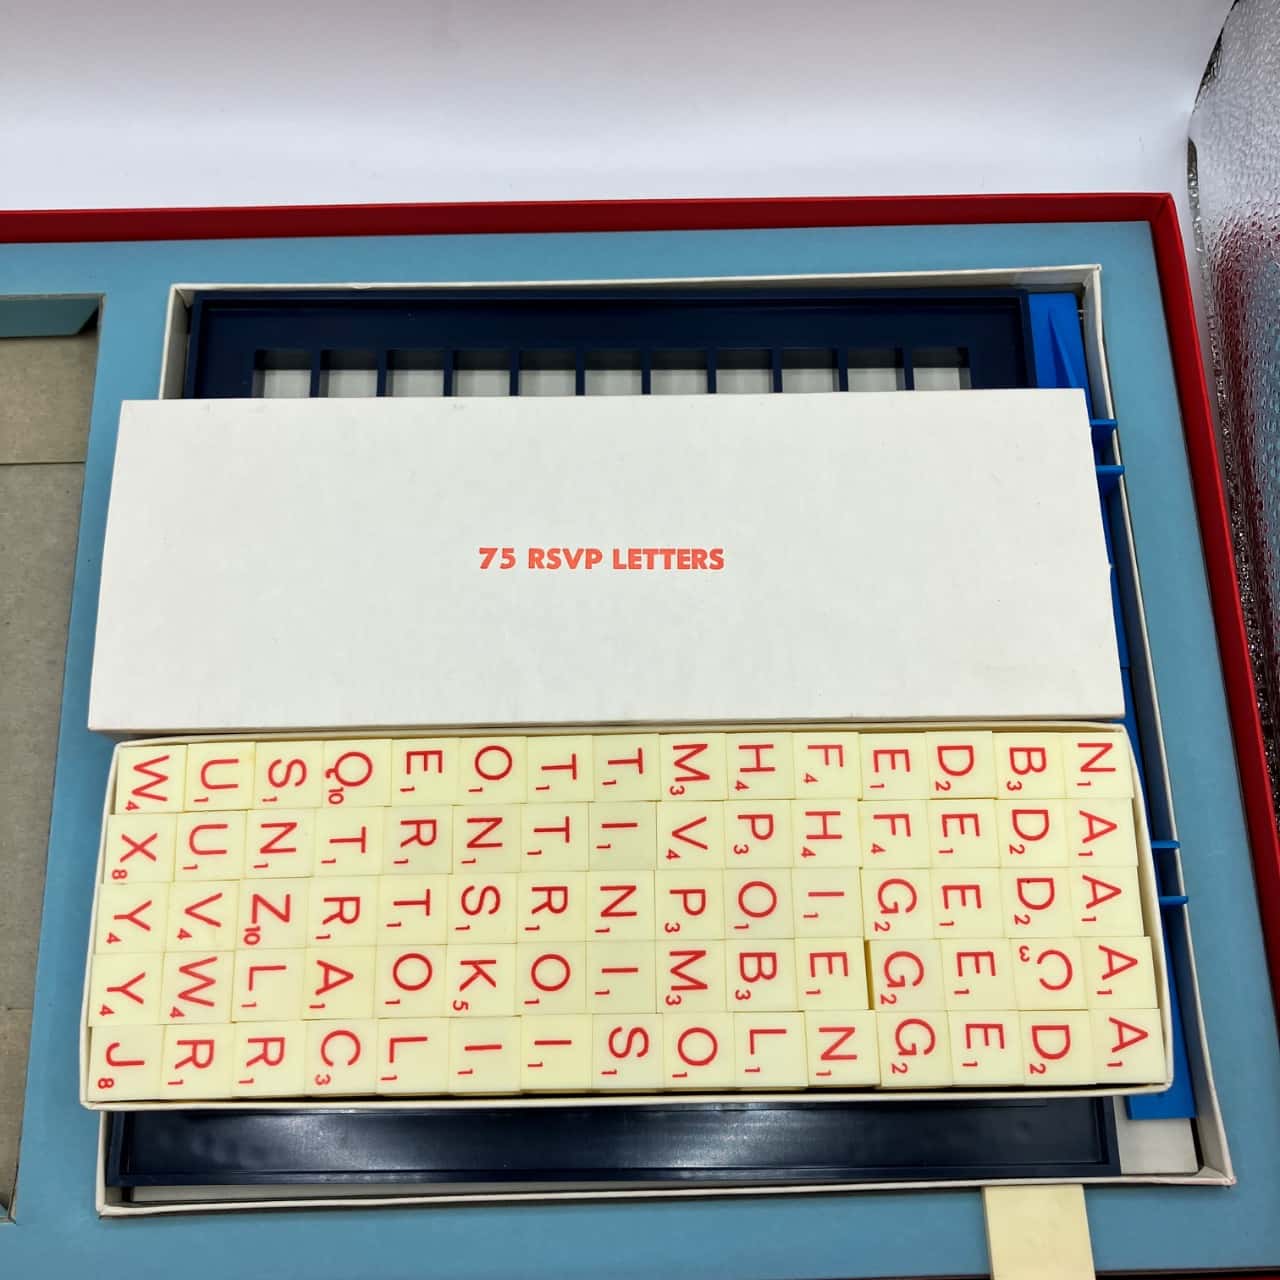 75 RSVP LETTERS
W4 U1 S1 Q10 E1 O1 T1 T1 M3 H4 F4 E1 D2 B3 N1
X8 U1 N1 T1 R1 N1 T1 I1 V4 P3 H4 F4 E1 D2 A1
Y4 V4 Z10 R1 T1 S1 R1 N1 P3 O1 I1 G2 E1 D2 A1
Y4 W4 L1 A1 O1 K5 O1 I1 M3 B3 E1 G2 E1 C3 A1
J8 R1 R1 C3 L1 I1 I1 S1 O1 L1 N1 G2 E1 D2 A1